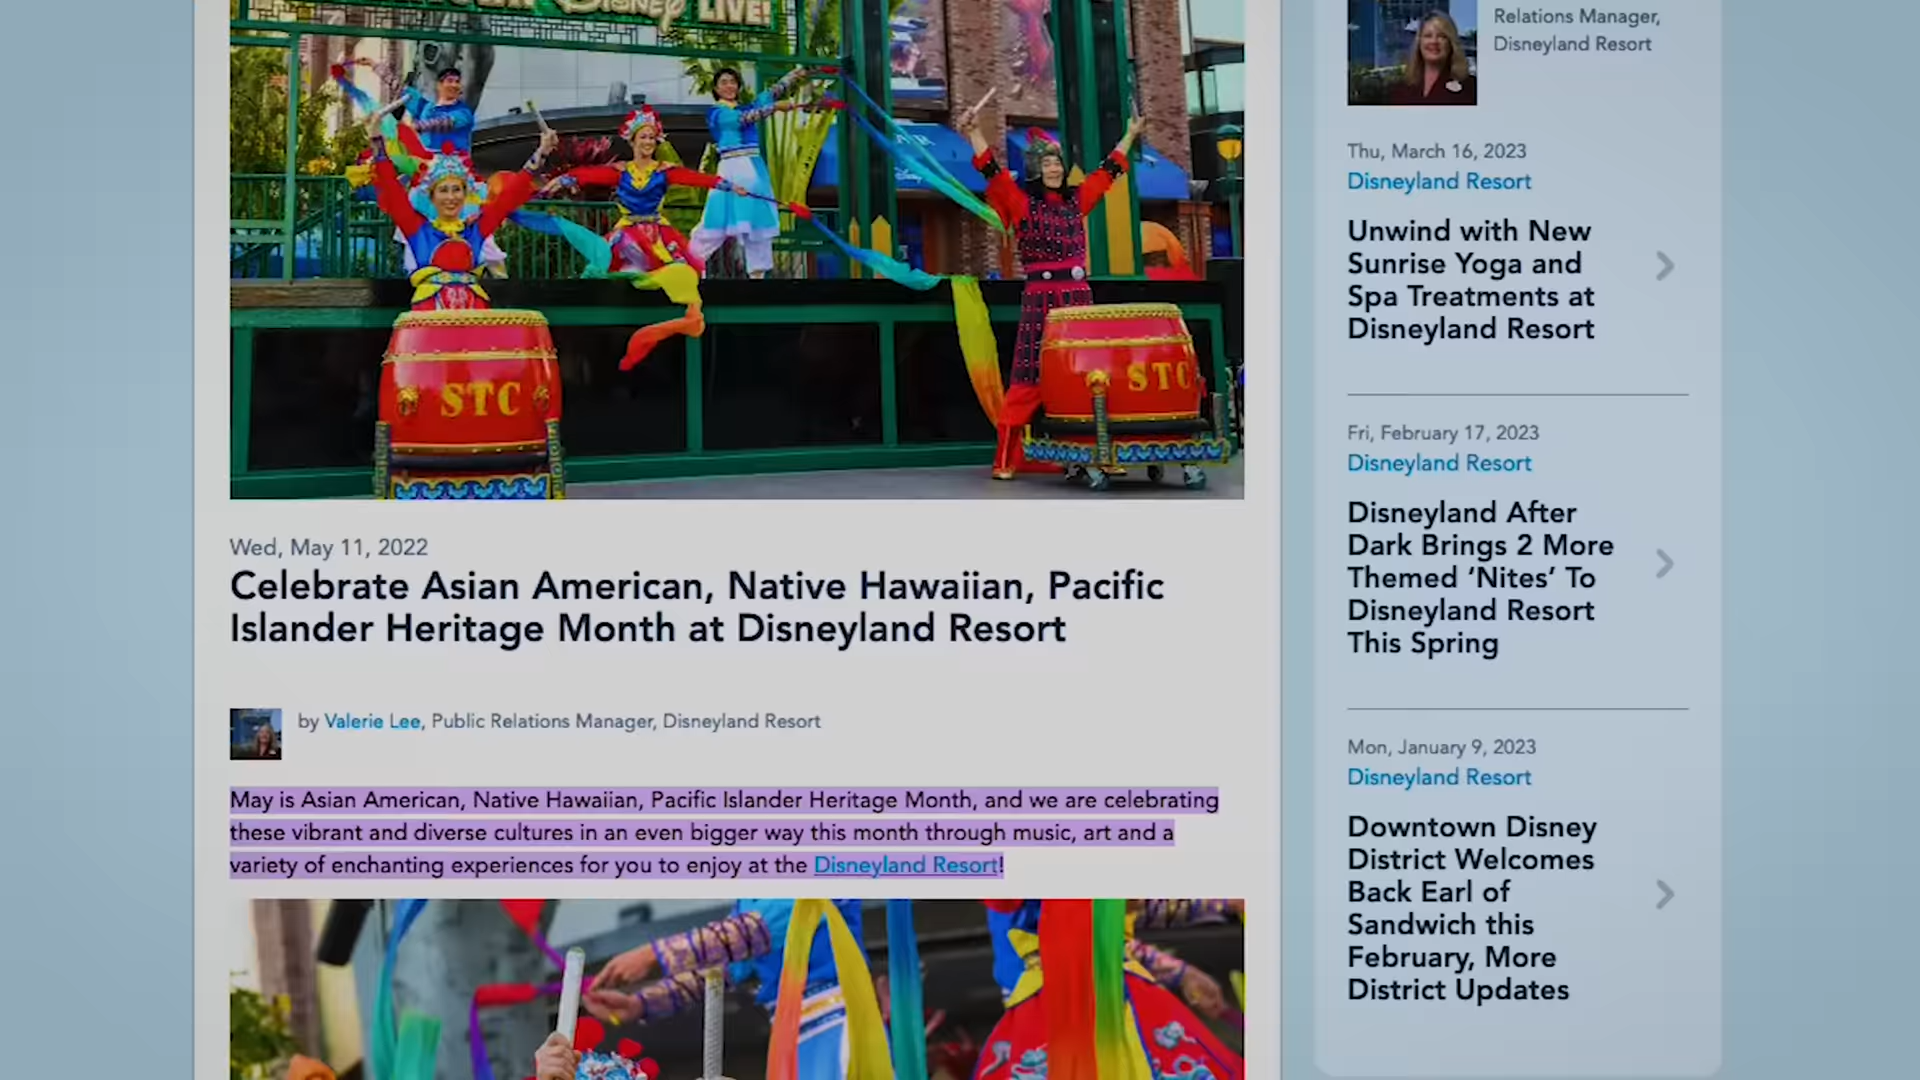 DISNEY LIVE!
STC
STC
Disney
Wed, May 11, 2022
Celebrate Asian American, Native Hawaiian, Pacific
Islander Heritage Month at Disneyland Resort
by Valerie Lee, Public Relations Manager, Disneyland Resort
May is Asian American, Native Hawaiian, Pacific Islander Heritage Month, and we are celebrating
these vibrant and diverse cultures in an even bigger way this month through music, art and a
variety of enchanting experiences for you to enjoy at the Disneyland Resort!
Relations Manager,
Disneyland Resort
Thu, March 16, 2023
Disneyland Resort
Unwind with New
Sunrise Yoga and
Spa Treatments at
Disneyland Resort
Fri, February 17, 2023
Disneyland Resort
Disneyland After
Dark Brings 2 More
Themed ‘Nites’ To
Disneyland Resort
This Spring
Mon, January 9, 2023
Disneyland Resort
Downtown Disney
District Welcomes
Back Earl of
Sandwich this
February, More
District Updates